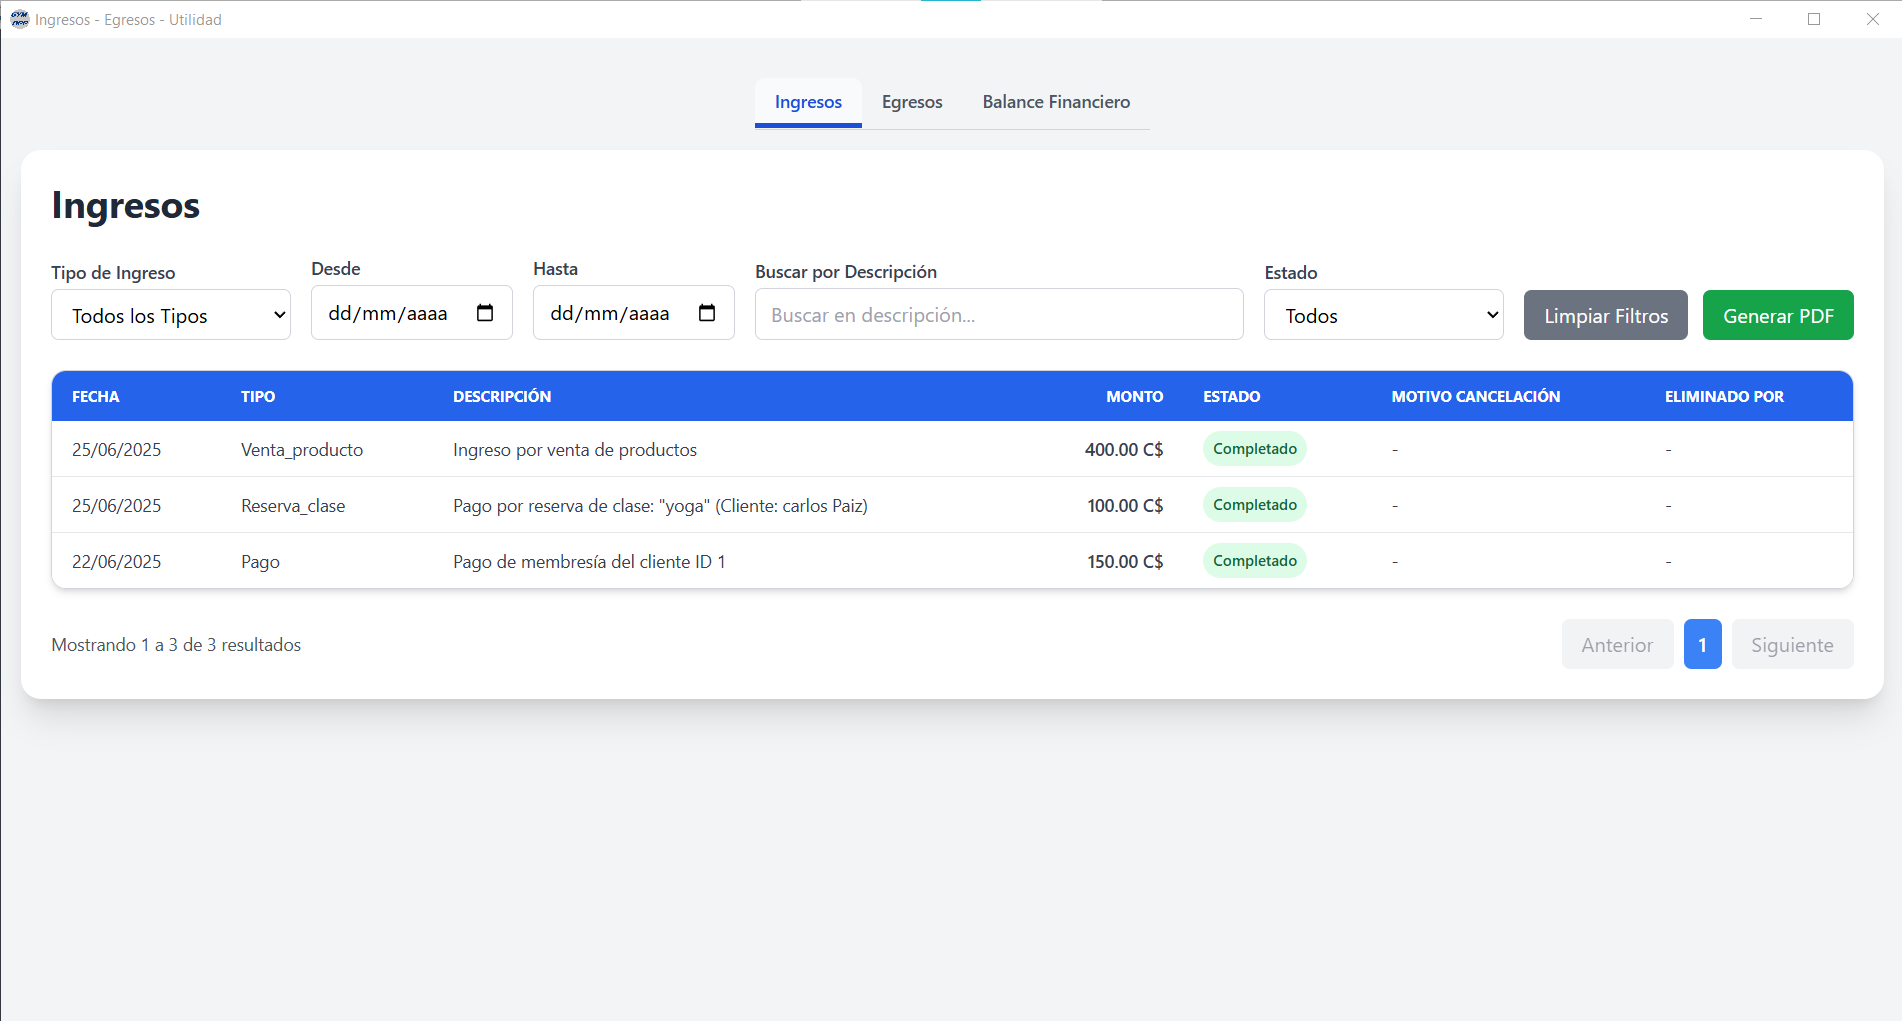 Ingresos - Egresos - Utilidad
Ingresos Egresos Balance Financiero
Ingresos
Tipo de Ingreso Desde Hasta Buscar por Descripción Estado
Todos los Tipos dd/mm/aaaa dd/mm/aaaa Buscar en descripción... Todos Limpiar Filtros Generar PDF
FECHA TIPO DESCRIPCIÓN MONTO ESTADO MOTIVO CANCELACIÓN ELIMINADO POR
25/06/2025 Venta_producto Ingreso por venta de productos 400.00 C$ Completado - -
25/06/2025 Reserva_clase Pago por reserva de clase: "yoga" (Cliente: carlos Paiz) 100.00 C$ Completado - -
22/06/2025 Pago Pago de membresía del cliente ID 1 150.00 C$ Completado - -
Mostrando 1 a 3 de 3 resultados Anterior 1 Siguiente